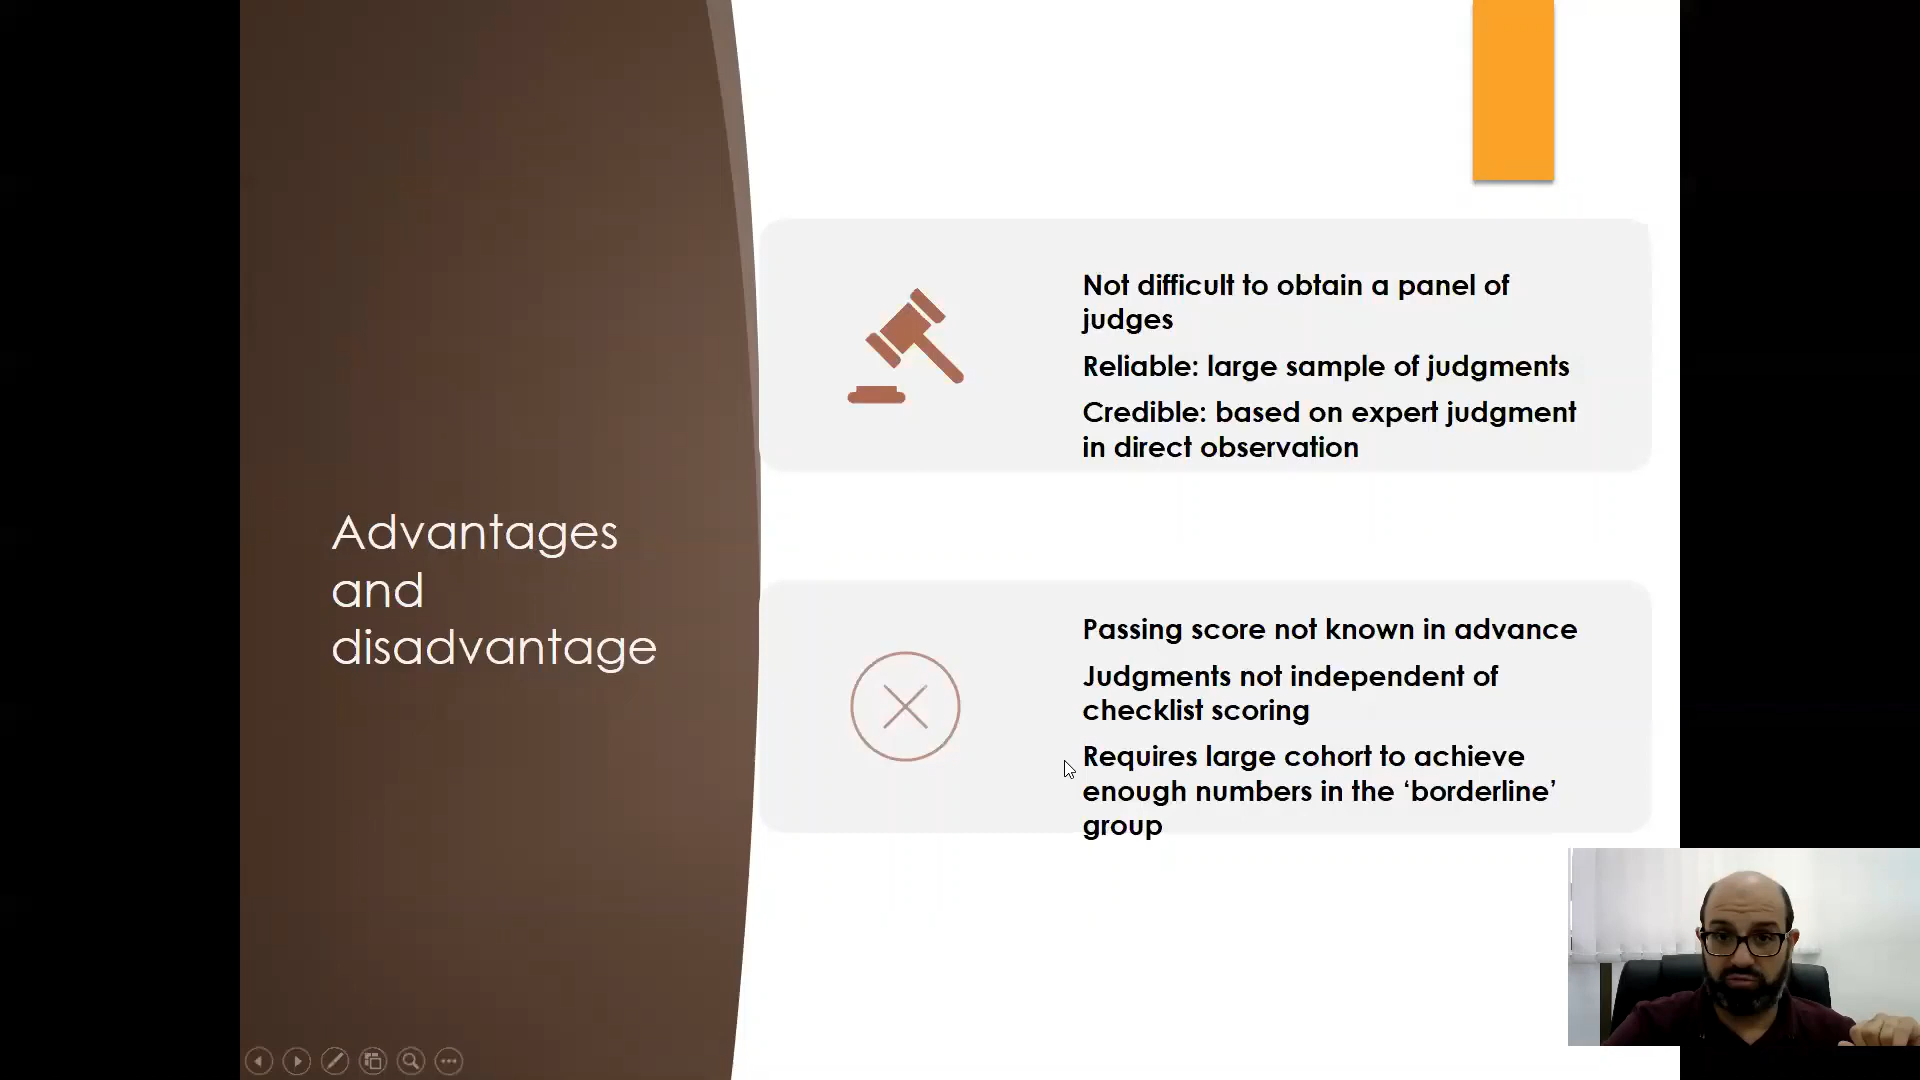 Advantages
and
disadvantage
Not difficult to obtain a panel of
judges
Reliable: large sample of judgments
Credible: based on expert judgment
in direct observation
Passing score not known in advance
Judgments not independent of
checklist scoring
Requires large cohort to achieve
enough numbers in the ‘borderline’
group